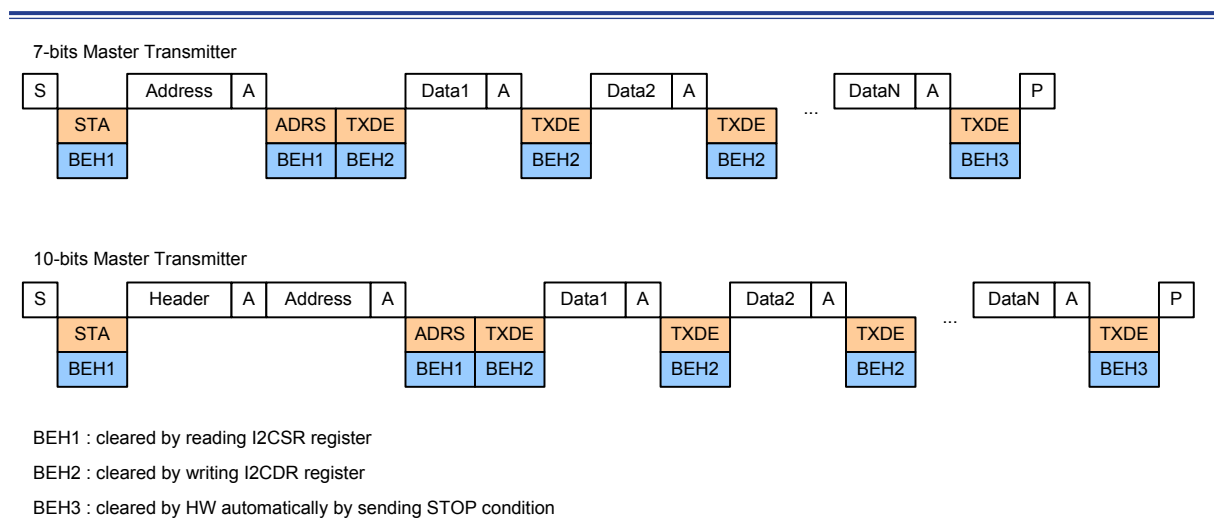 7-bits Master Transmitter
S Address A Data1 A Data2 A DataN A P
STA ADRS TXDE TXDE TXDE ... TXDE
BEH1 BEH1 BEH2 BEH2 BEH2 BEH3
10-bits Master Transmitter
S Header A Address A Data1 A Data2 A DataN A P
STA ADRS TXDE TXDE TXDE ... TXDE
BEH1 BEH1 BEH2 BEH2 BEH2 BEH3
BEH1 : cleared by reading I2CSR register
BEH2 : cleared by writing I2CDR register
BEH3 : cleared by HW automatically by sending STOP condition